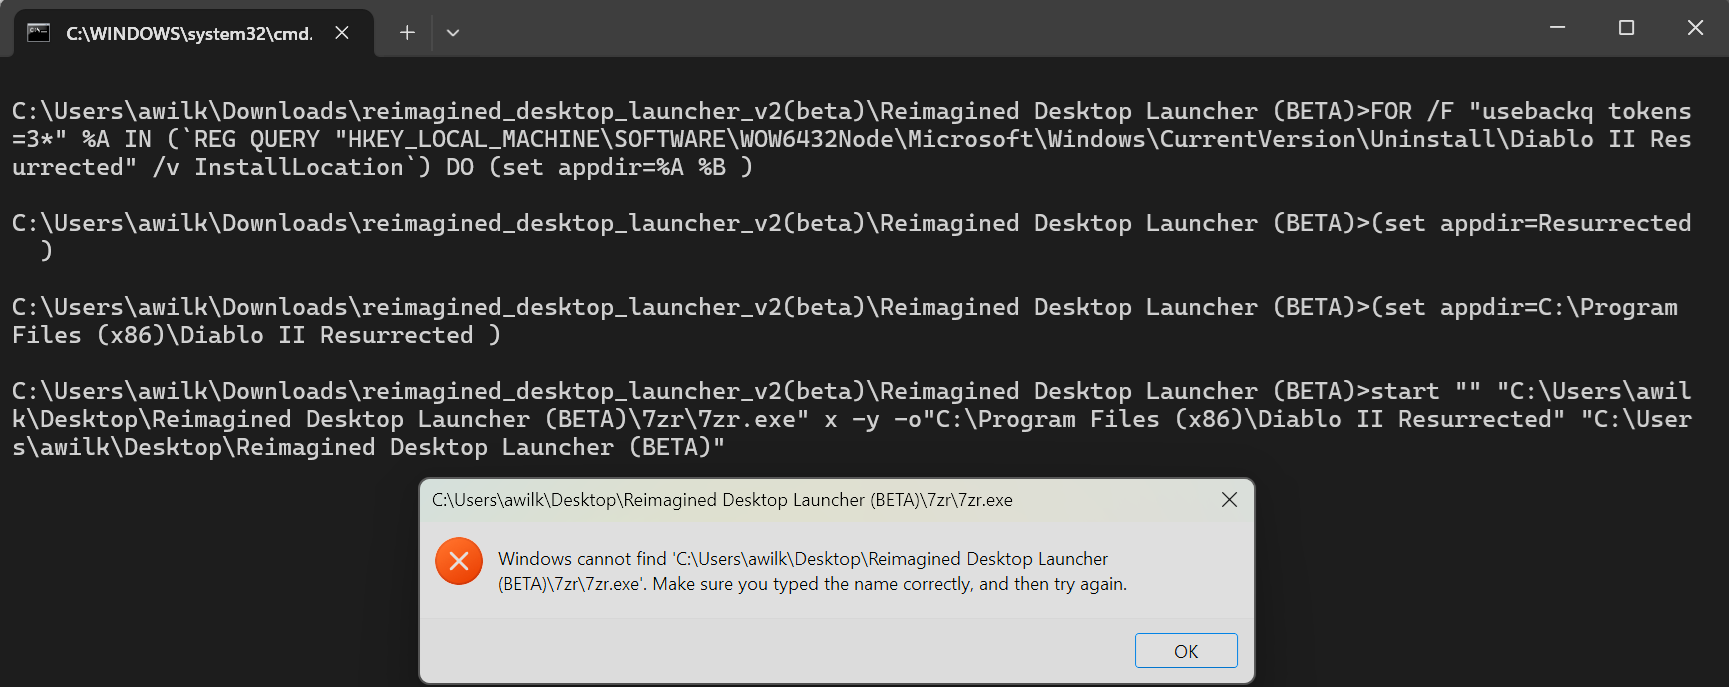 C:\WINDOWS\system32\cmd.
C:\Users\awilk\Downloads\reimagined_desktop_launcher_v2(beta)\Reimagined Desktop Launcher (BETA)>FOR /F "usebackq tokens
=3*" %A IN (`REG QUERY "HKEY_LOCAL_MACHINE\SOFTWARE\WOW6432Node\Microsoft\Windows\CurrentVersion\Uninstall\Diablo II Res
urrected" /v InstallLocation`) DO (set appdir=%A %B )
C:\Users\awilk\Downloads\reimagined_desktop_launcher_v2(beta)\Reimagined Desktop Launcher (BETA)>(set appdir=Resurrected
)
C:\Users\awilk\Downloads\reimagined_desktop_launcher_v2(beta)\Reimagined Desktop Launcher (BETA)>(set appdir=C:\Program
Files (x86)\Diablo II Resurrected )
C:\Users\awilk\Downloads\reimagined_desktop_launcher_v2(beta)\Reimagined Desktop Launcher (BETA)>start "" "C:\Users\awil
k\Desktop\Reimagined Desktop Launcher (BETA)\7zr\7zr.exe" x -y -o"C:\Program Files (x86)\Diablo II Resurrected" "C:\User
s\awilk\Desktop\Reimagined Desktop Launcher (BETA)"
C:\Users\awilk\Desktop\Reimagined Desktop Launcher (BETA)\7zr\7zr.exe
Windows cannot find 'C:\Users\awilk\Desktop\Reimagined Desktop Launcher
(BETA)\7zr\7zr.exe'. Make sure you typed the name correctly, and then try again.
OK